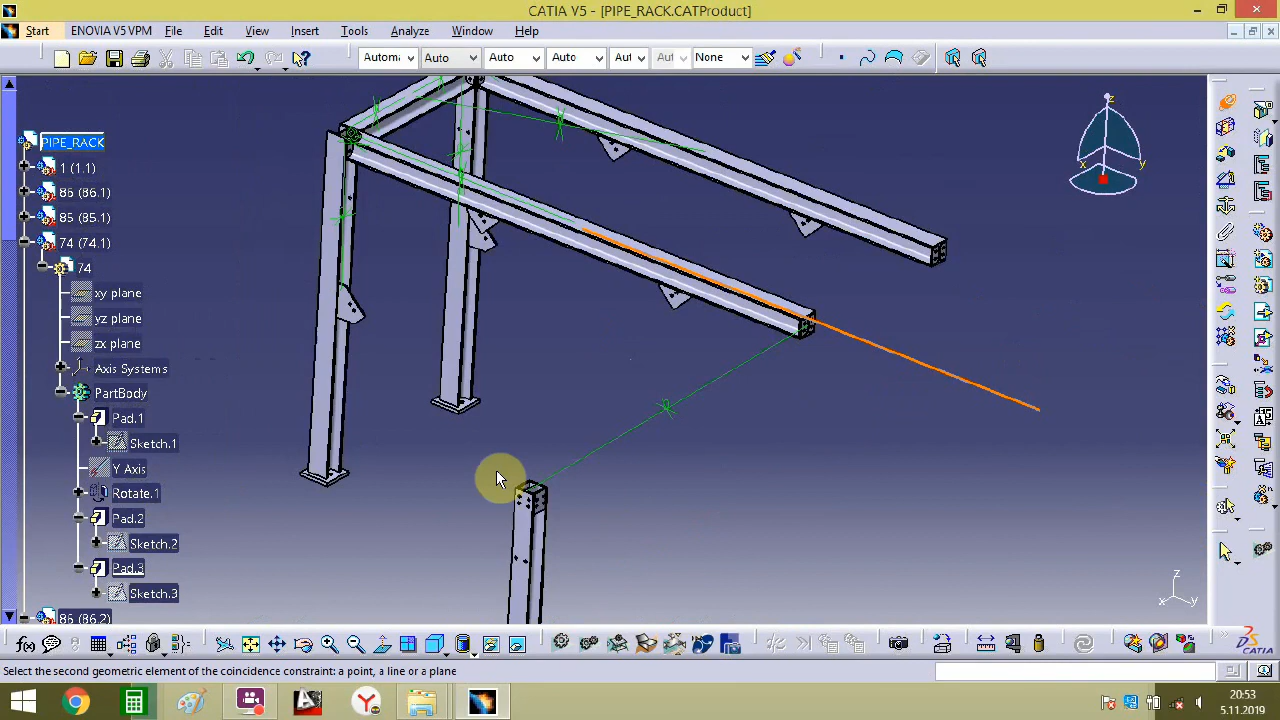 CATIA V5 - [PIPE_RACK.CATProduct]
Start ENOVIA V5 VPM File Edit View Insert Tools Analyze Window Help
Automa Auto Auto Auto Aut Aut None
PIPE_RACK
1 (1.1)
86 (86.1)
85 (85.1)
74 (74.1)
74
xy plane
yz plane
zx plane
Axis Systems
PartBody
Pad.1
Sketch.1
Y Axis
Rotate.1
Pad.2
Sketch.2
Pad.3
Sketch.3
86 (86.2)
z
x y
z
x y
Select the second geometric element of the coincidence constraint: a point, a line or a plane
CATIA
20:53
5.11.2019